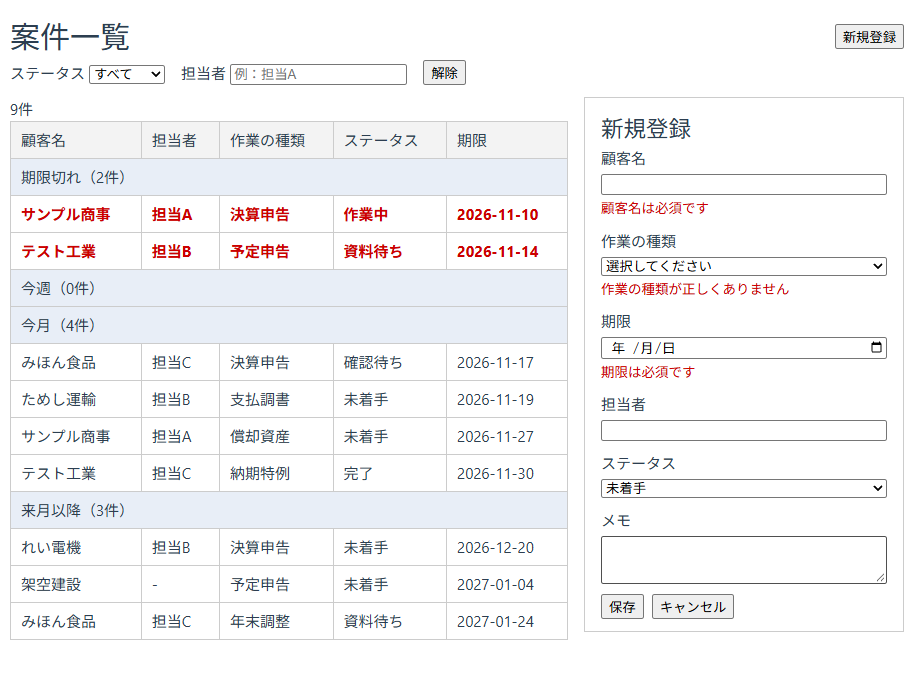 案件一覧
新規登録
ステータス すべて 担当者 例：担当A 解除
9件
顧客名 担当者 作業の種類 ステータス 期限
期限切れ（2件）
サンプル商事 担当A 決算申告 作業中 2026-11-10
テスト工業 担当B 予定申告 資料待ち 2026-11-14
今週（0件）
今月（4件）
みほん食品 担当C 決算申告 確認待ち 2026-11-17
ためし運輸 担当B 支払調書 未着手 2026-11-19
サンプル商事 担当A 償却資産 未着手 2026-11-27
テスト工業 担当C 納期特例 完了 2026-11-30
来月以降（3件）
れい電機 担当B 決算申告 未着手 2026-12-20
架空建設 - 予定申告 未着手 2027-01-04
みほん食品 担当C 年末調整 資料待ち 2027-01-24
新規登録
顧客名
顧客名は必須です
作業の種類
選択してください
作業の種類が正しくありません
期限
年 /月/日
期限は必須です
担当者
ステータス
未着手
メモ
保存 キャンセル